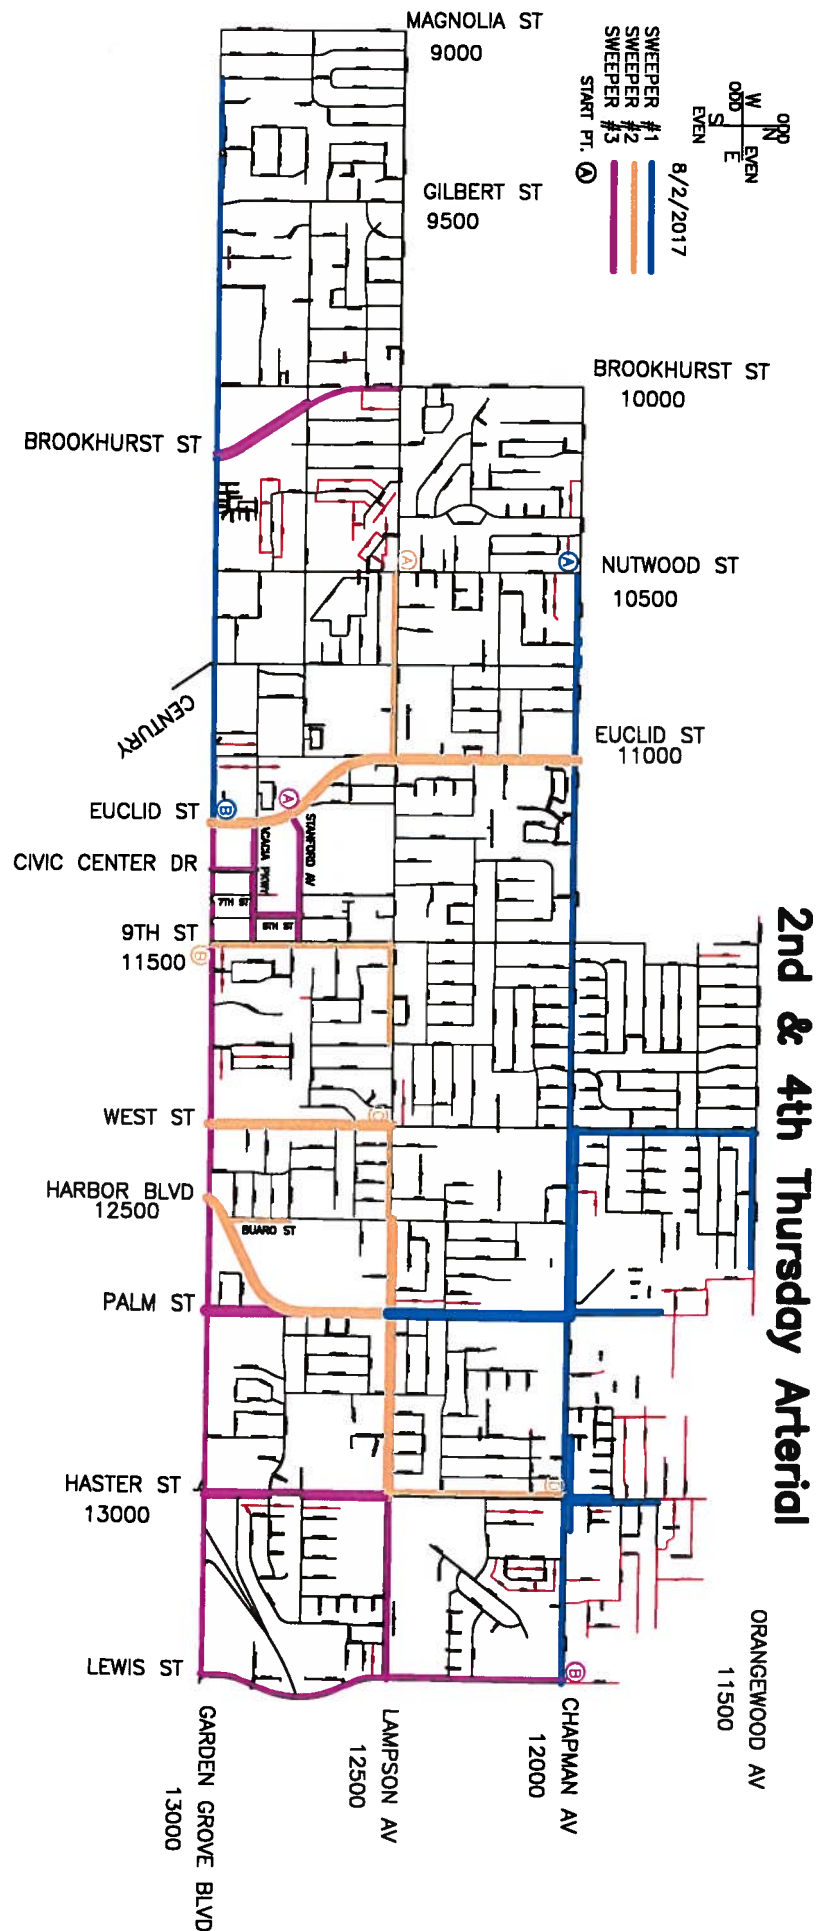 MAGNOLIA ST
9000
ODD
N
W
ODD
EVEN
E
S
EVEN
8/2/2017
SWEEPER #1
SWEEPER #2
SWEEPER #3
START PT. A
GILBERT ST
9500
BROOKHURST ST
10000
BROOKHURST ST
A
A
NUTWOOD ST
10500
CENTURY
EUCLID ST
11000
EUCLID ST
B
A
STANFORD AV
ACACIA PKWY
CIVIC CENTER DR
7TH ST
8TH ST
9TH ST
11500
B
2nd & 4th Thursday Arterial
WEST ST
C
HARBOR BLVD
12500
BUARO ST
PALM ST
HASTER ST
13000
D
LEWIS ST
B
ORANGEWOOD AV
11500
CHAPMAN AV
12000
LAMPSON AV
12500
GARDEN GROVE BLVD
13000